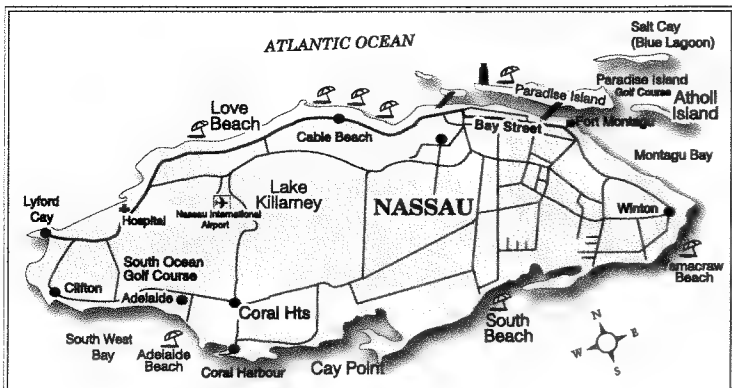 Salt Cay
(Blue Lagoon)
ATLANTIC OCEAN
Paradise Island
Golf Course
Paradise Island
Atholl
Island
Love
Beach
Cable Beach
Bay Street
Fort Montagu
Montagu Bay
Lyford
Cay
Hospital
Nassau International
Airport
Lake
Killarney
NASSAU
Winton
South Ocean
Golf Course
Clifton
Adelaide
Coral Hts
Yamacraw
Beach
South West
Bay
Adelaide
Beach
Coral Harbour
Cay Point
South
Beach
N
W
E
S